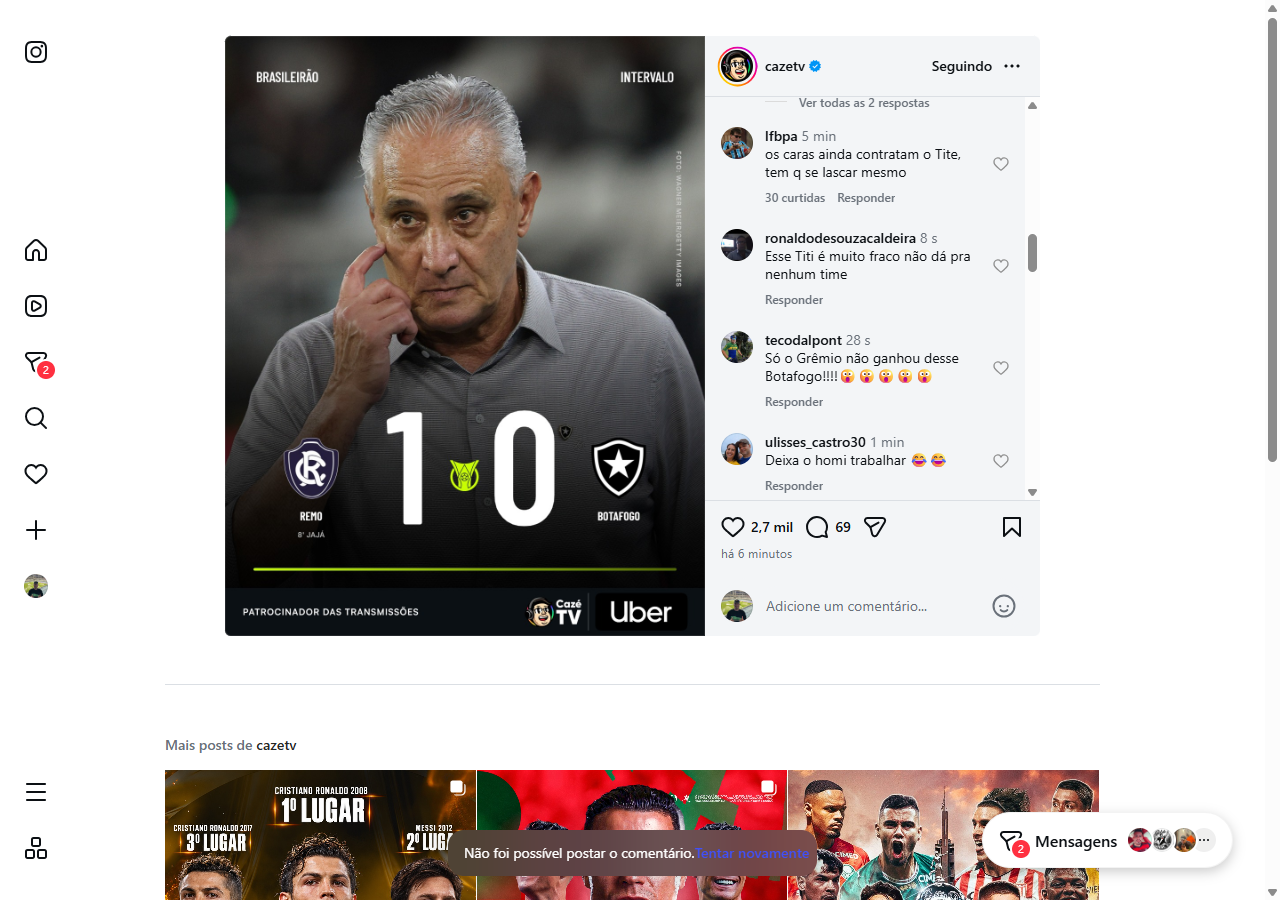 BRASILEIRÃO
INTERVALO
FOTO: WAGNER MEIER/GETTY IMAGES
1 0
REMO
8' JAJÁ
BOTAFOGO
PATROCINADOR DAS TRANSMISSÕES
Cazé
TV
Uber
cazetv
Seguindo
Ver todas as 2 respostas
lfbpa 5 min
os caras ainda contratam o Tite,
tem q se lascar mesmo
30 curtidas Responder
ronaldodesouzacaldeira 8 s
Esse Titi é muito fraco não dá pra
nenhum time
Responder
tecodalpont 28 s
Só o Grêmio não ganhou desse
Botafogo!!!!😜😜😜😜😜
Responder
ulisses_castro30 1 min
Deixa o homi trabalhar 😂😂
Responder
2,7 mil 69
há 6 minutos
Adicione um comentário...
2
Mais posts de cazetv
CRISTIANO RONALDO 2008
1º LUGAR
CRISTIANO RONALDO 2017
3º LUGAR
MESSI 2012
2º LUG
Não foi possível postar o comentário.Tentar novamente
2
Mensagens